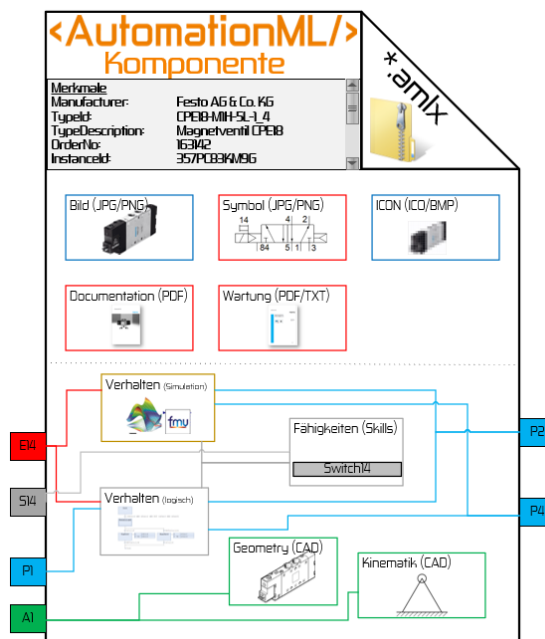 <AutomationML/>
Komponente
*.amlx
Merkmale
Manufacturer: Festo AG & Co. KG
TypeId: CPE18-M1H-5L-1_4
TypeDescription: Magnetventil CPE18
OrderNo: 163142
InstanceId: 357PCB3KM9G
Bild (JPG/PNG)
Symbol (JPG/PNG)
ICON (ICO/BMP)
14
4
2
84
5
1
3
Documentation (PDF)
Wartung (PDF/TXT)
Verhalten (Simulation)
fmu
Fähigkeiten (Skills)
Switch14
E14
P2
S14
Verhalten (logisch)
P4
P1
Geometry (CAD)
Kinematik (CAD)
A1